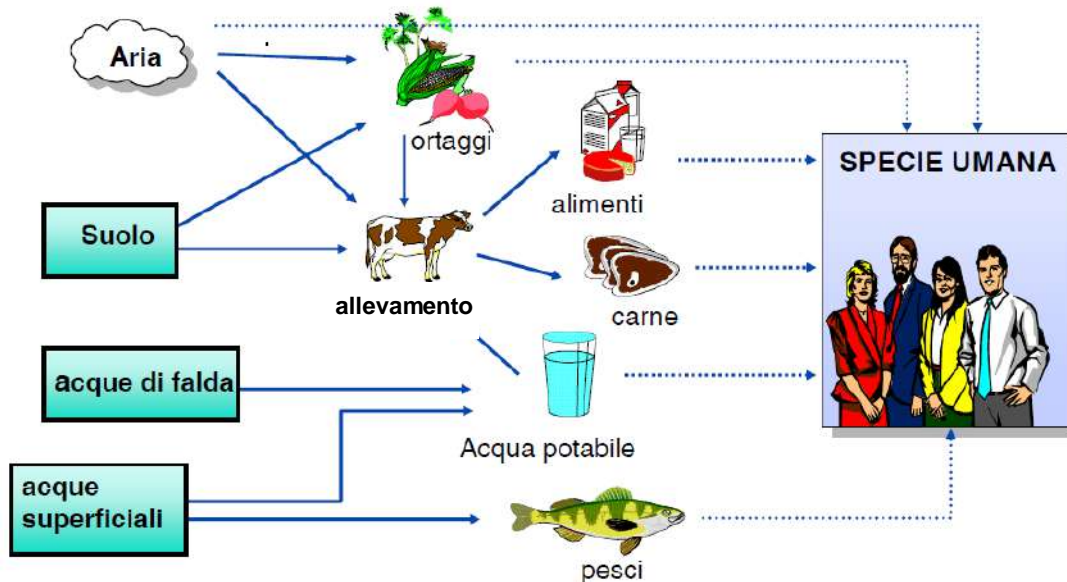 Aria
ortaggi
alimenti
SPECIE UMANA
Suolo
allevamento
carne
acque di falda
Acqua potabile
acque
superficiali
pesci